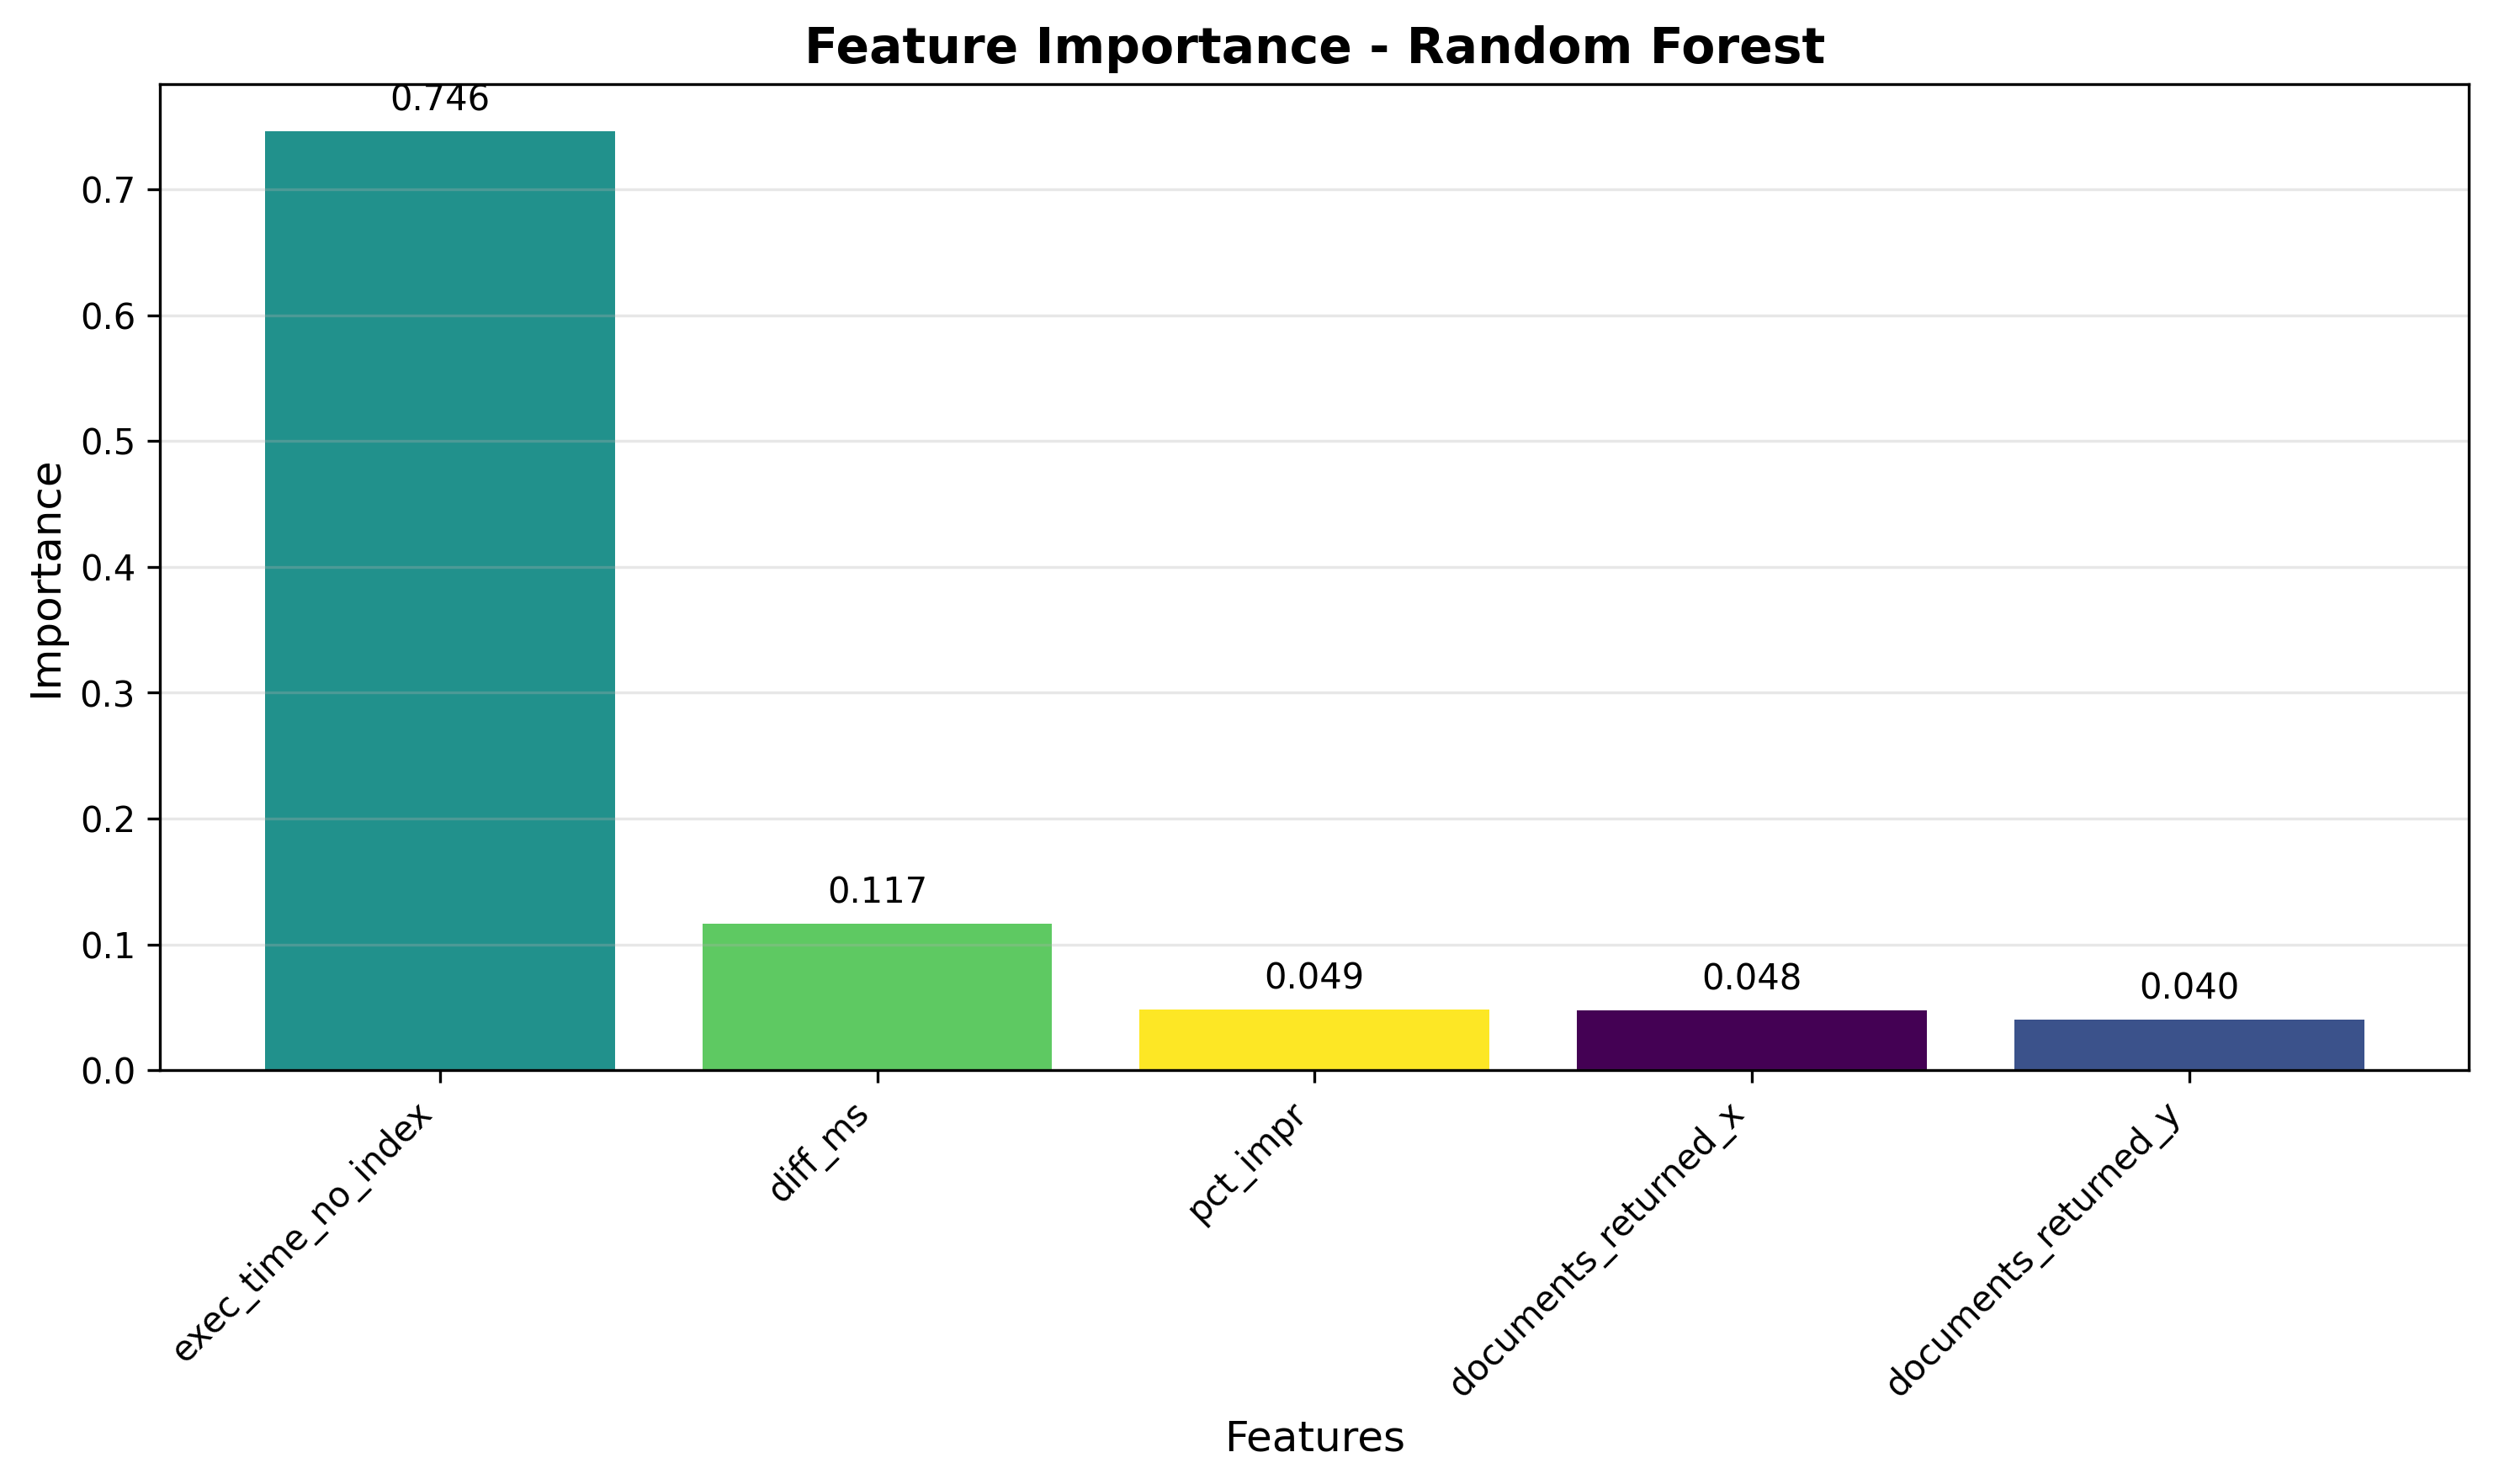 Feature Importance - Random Forest
0.746
0.7
0.6
0.5
0.4
0.3
0.2
0.1
0.0
Importance
0.117
0.049
0.048
0.040
exec_time_no_index
diff_ms
pct_impr
documents_returned_x
documents_returned_y
Features